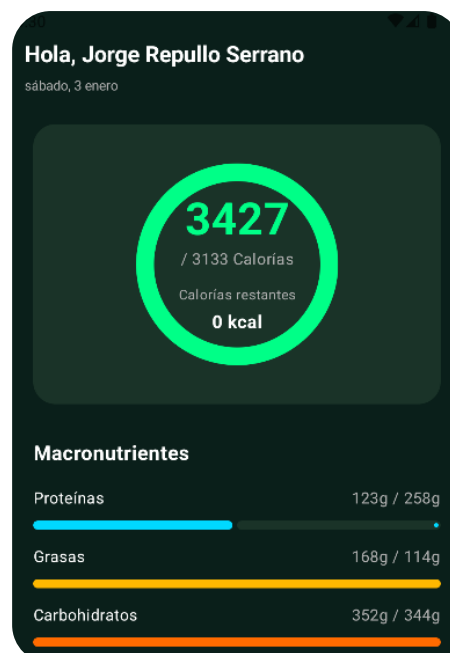 Hola, Jorge Repullo Serrano
sábado, 3 enero
3427
/ 3133 Calorías
Calorías restantes
0 kcal
Macronutrientes
Proteínas 123g / 258g
Grasas 168g / 114g
Carbohidratos 352g / 344g